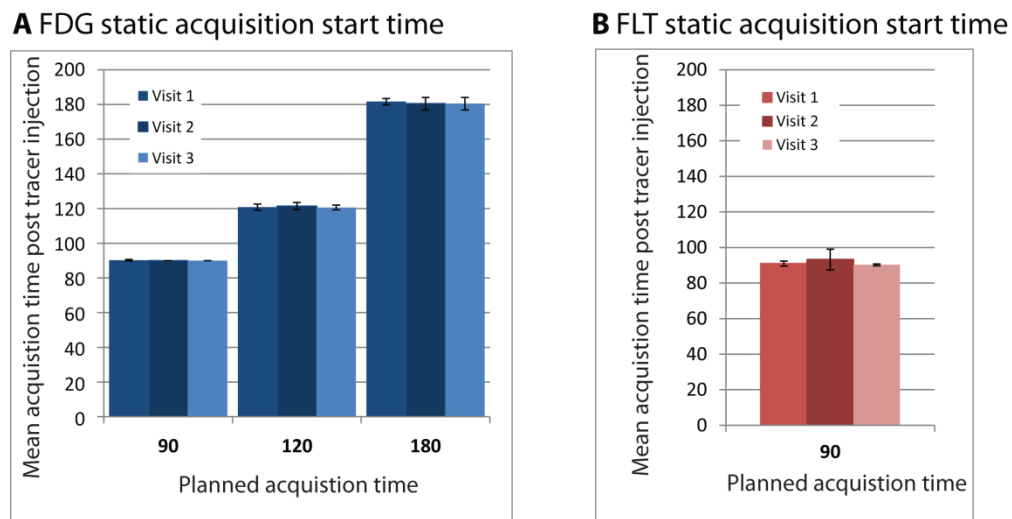 A FDG static acquisition start time
Mean acquistion time post tracer injection
200
180
160
140
120
100
80
60
40
20
0
Visit 1
Visit 2
Visit 3
90 120 180
Planned acquistion time
B FLT static acquisition start time
Mean acquistion time post tracer injection
200
180
160
140
120
100
80
60
40
20
0
Visit 1
Visit 2
Visit 3
90
Planned acquistion time